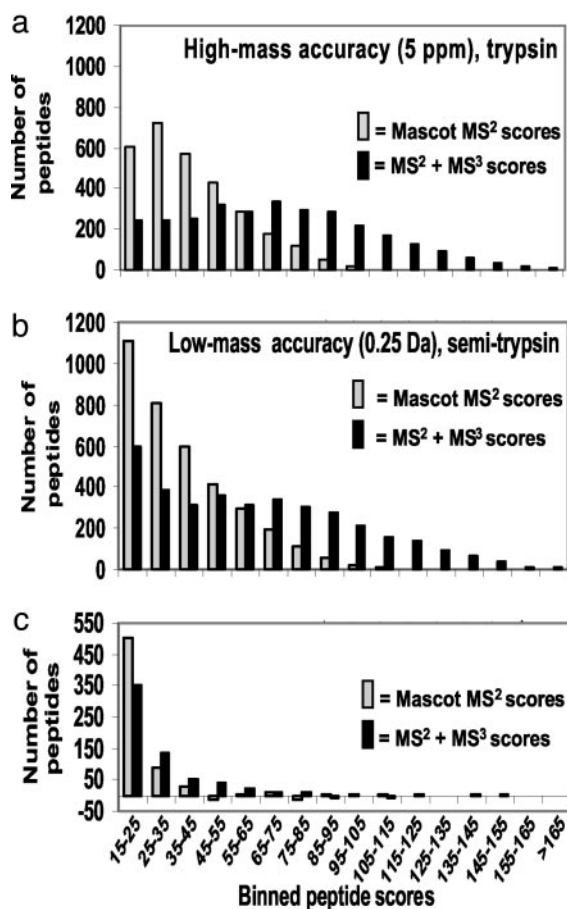 a
High-mass accuracy (5 ppm), trypsin
= Mascot MS² scores
= MS² + MS³ scores
Number of
peptides
1200
1000
800
600
400
200
0
b
Low-mass accuracy (0.25 Da), semi-trypsin
= Mascot MS² scores
= MS² + MS³ scores
Number of
peptides
1200
1000
800
600
400
200
0
c
= Mascot MS² scores
= MS² + MS³ scores
Number of
peptides
550
450
350
250
150
50
-50
15-25
25-35
35-45
45-55
55-65
65-75
75-85
85-95
95-105
105-115
115-125
125-135
135-145
145-155
155-165
>165
Binned peptide scores